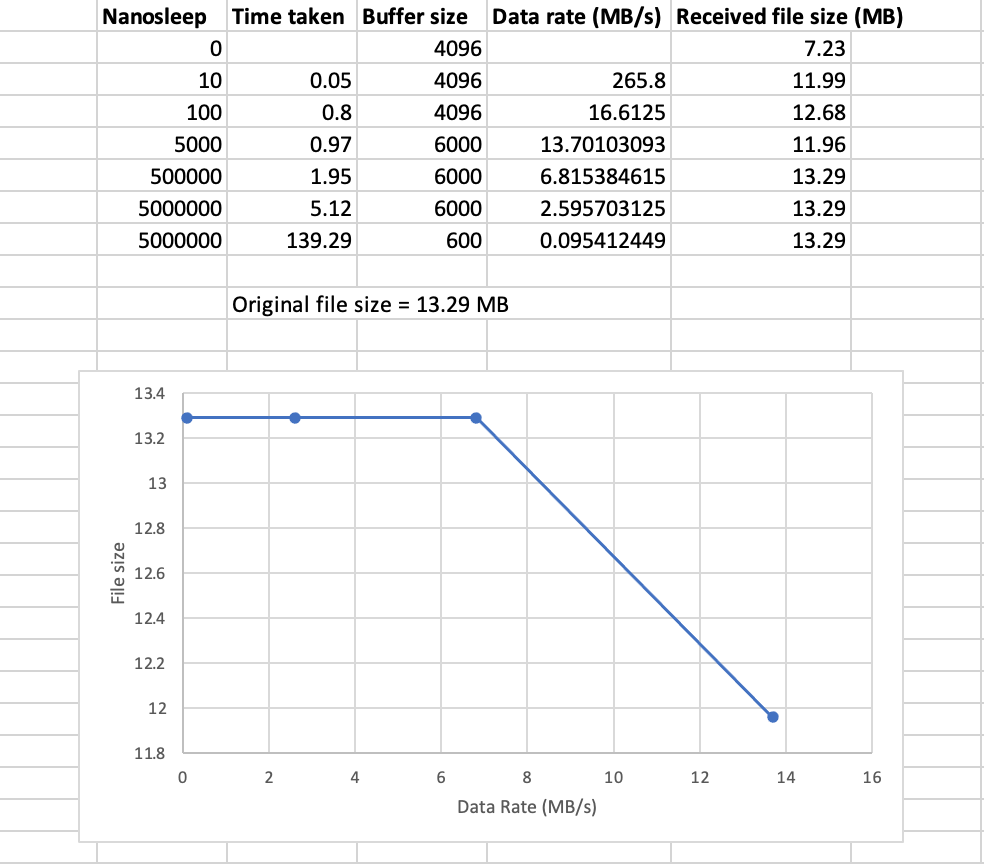 Nanosleep Time taken Buffer size Data rate (MB/s) Received file size (MB)
0 4096 7.23
10 0.05 4096 265.8 11.99
100 0.8 4096 16.6125 12.68
5000 0.97 6000 13.70103093 11.96
500000 1.95 6000 6.815384615 13.29
5000000 5.12 6000 2.595703125 13.29
5000000 139.29 600 0.095412449 13.29
Original file size = 13.29 MB
13.4
13.2
13
12.8
12.6
12.4
12.2
12
11.8
File size
0 2 4 6 8 10 12 14 16
Data Rate (MB/s)